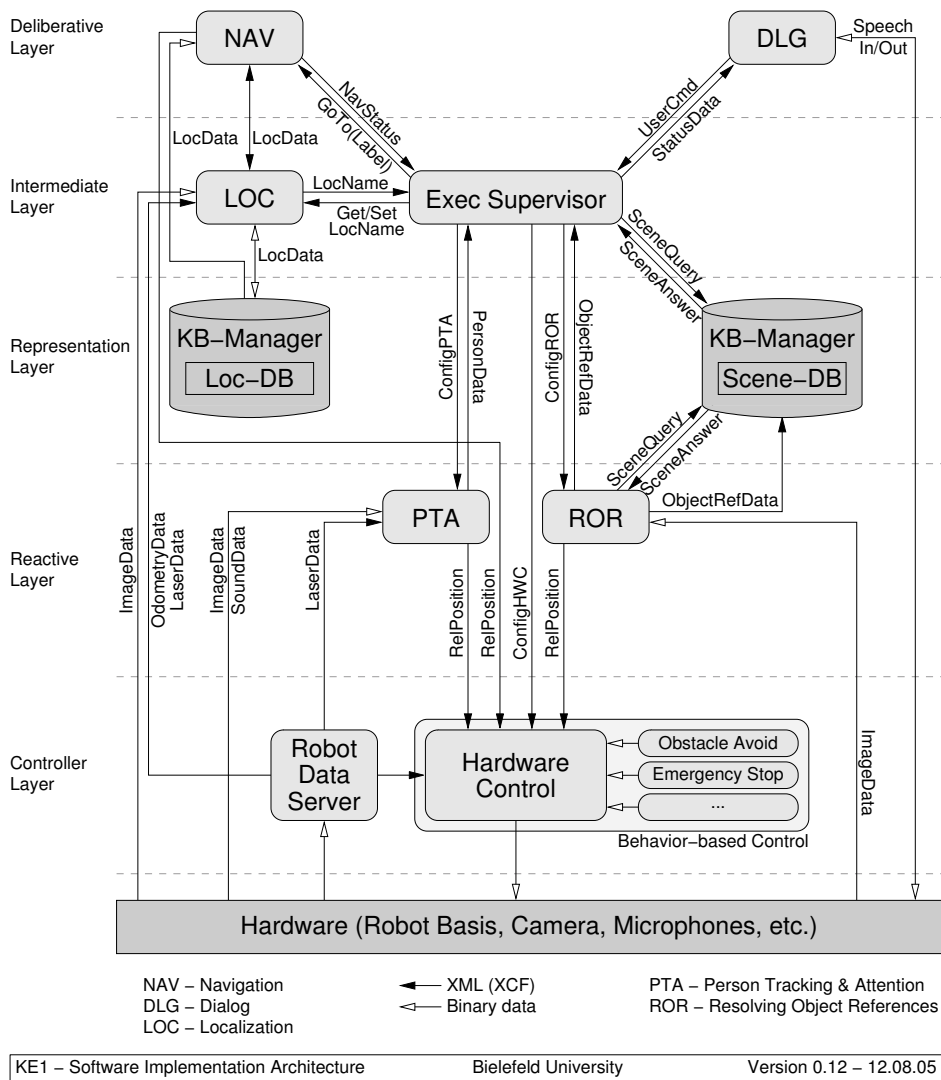 Deliberative
Layer
NAV
DLG
Speech
In/Out
NavStatus
GoTo(Label)
UserCmd
StatusData
LocData
LocData
Intermediate
Layer
LOC
LocName
Get/Set
LocName
Exec Supervisor
LocData
SceneQuery
SceneAnswer
Representation
Layer
KB−Manager
Loc−DB
ConfigPTA
PersonData
ConfigROR
ObjectRefData
KB−Manager
Scene−DB
SceneQuery
SceneAnswer
Reactive
Layer
PTA
ROR
ObjectRefData
ImageData
OdometryData
LaserData
ImageData
SoundData
LaserData
RelPosition
RelPosition
ConfigHWC
RelPosition
Controller
Layer
Robot
Data
Server
Hardware
Control
Obstacle Avoid
Emergency Stop
...
Behavior−based Control
ImageData
Hardware (Robot Basis, Camera, Microphones, etc.)
NAV − Navigation
DLG − Dialog
LOC − Localization
XML (XCF)
Binary data
PTA − Person Tracking & Attention
ROR − Resolving Object References
KE1 − Software Implementation Architecture Bielefeld University Version 0.12 − 12.08.05